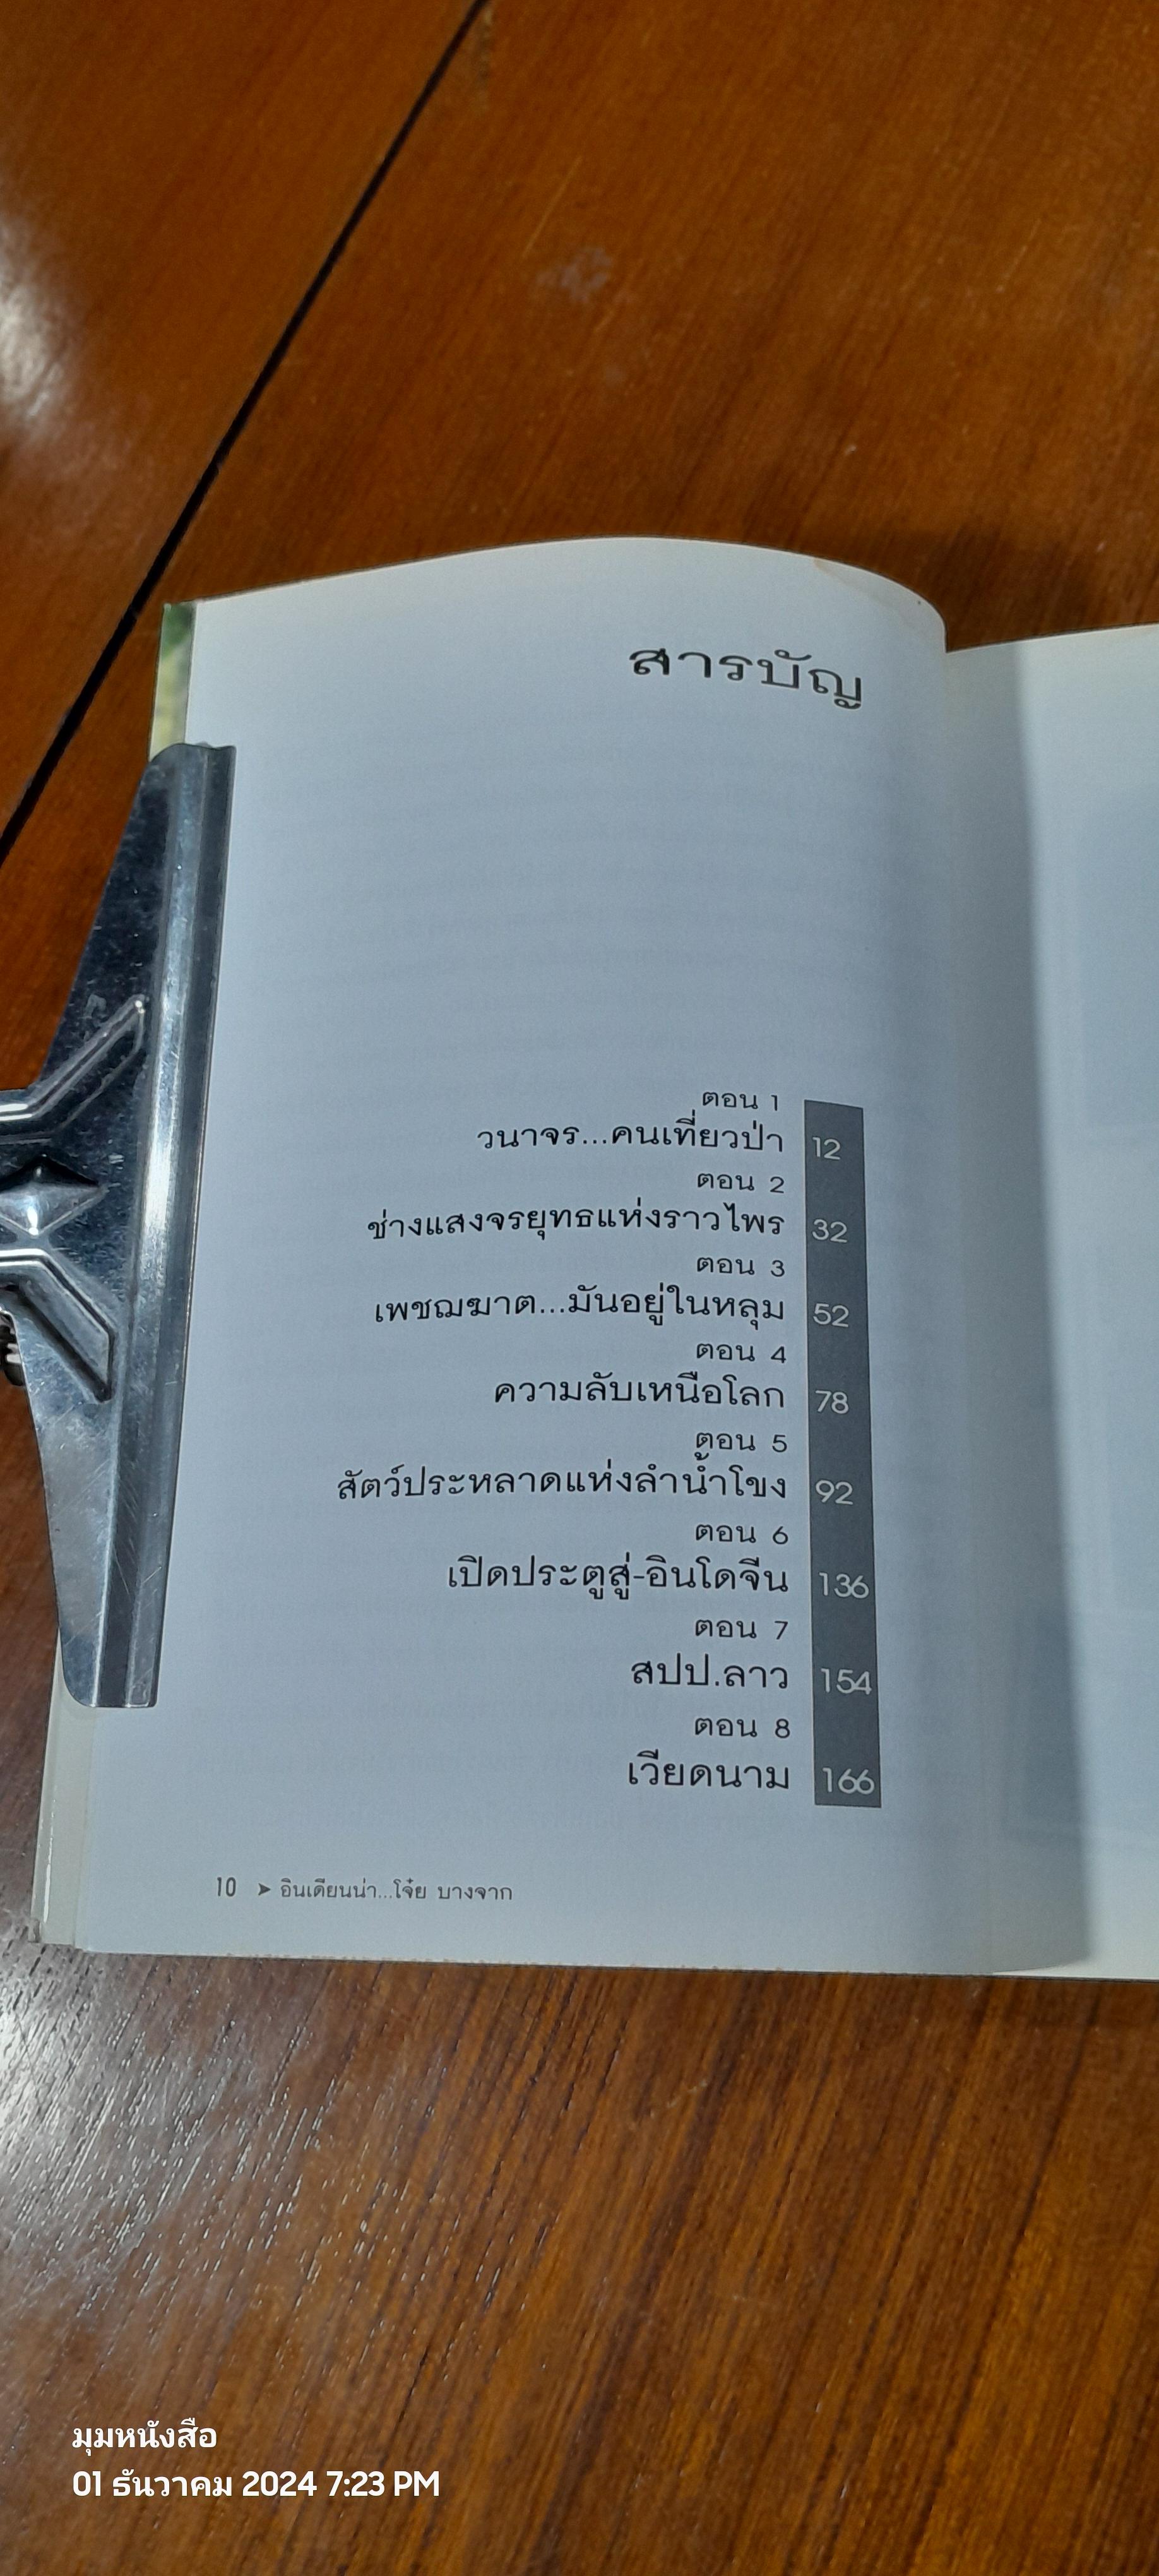 สารบัญ
ตอน 1
วนาจร...คนเที่ยวป่า 12
ตอน 2
ช่างแสงจรยุทธแห่งราวไพร 32
ตอน 3
เพชฌฆาต...มันอยู่ในหลุม 52
ตอน 4
ความลับเหนือโลก 78
ตอน 5
สัตว์ประหลาดแห่งลำน้ำโขง 92
ตอน 6
เปิดประตูสู่-อินโดจีน 136
ตอน 7
สปป.ลาว 154
ตอน 8
เวียดนาม 166
10 ➤ อินเดียนน่า...โจ๋ย บางจาก
มุมหนังสือ
01 ธันวาคม 2024 7:23 PM